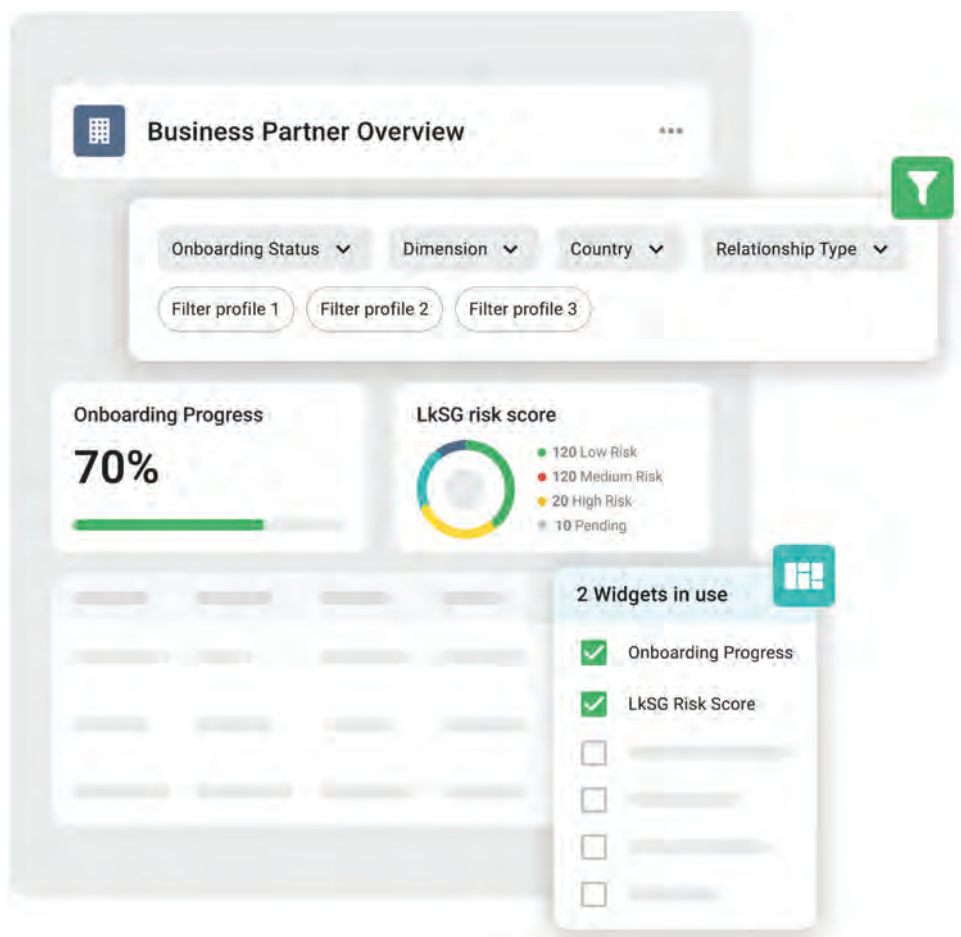 Business Partner Overview
Onboarding Status
Dimension
Country
Relationship Type
Filter profile 1
Filter profile 2
Filter profile 3
Onboarding Progress
70%
LkSG risk score
120 Low Risk
120 Medium Risk
20 High Risk
10 Pending
2 Widgets in use
Onboarding Progress
LkSG Risk Score